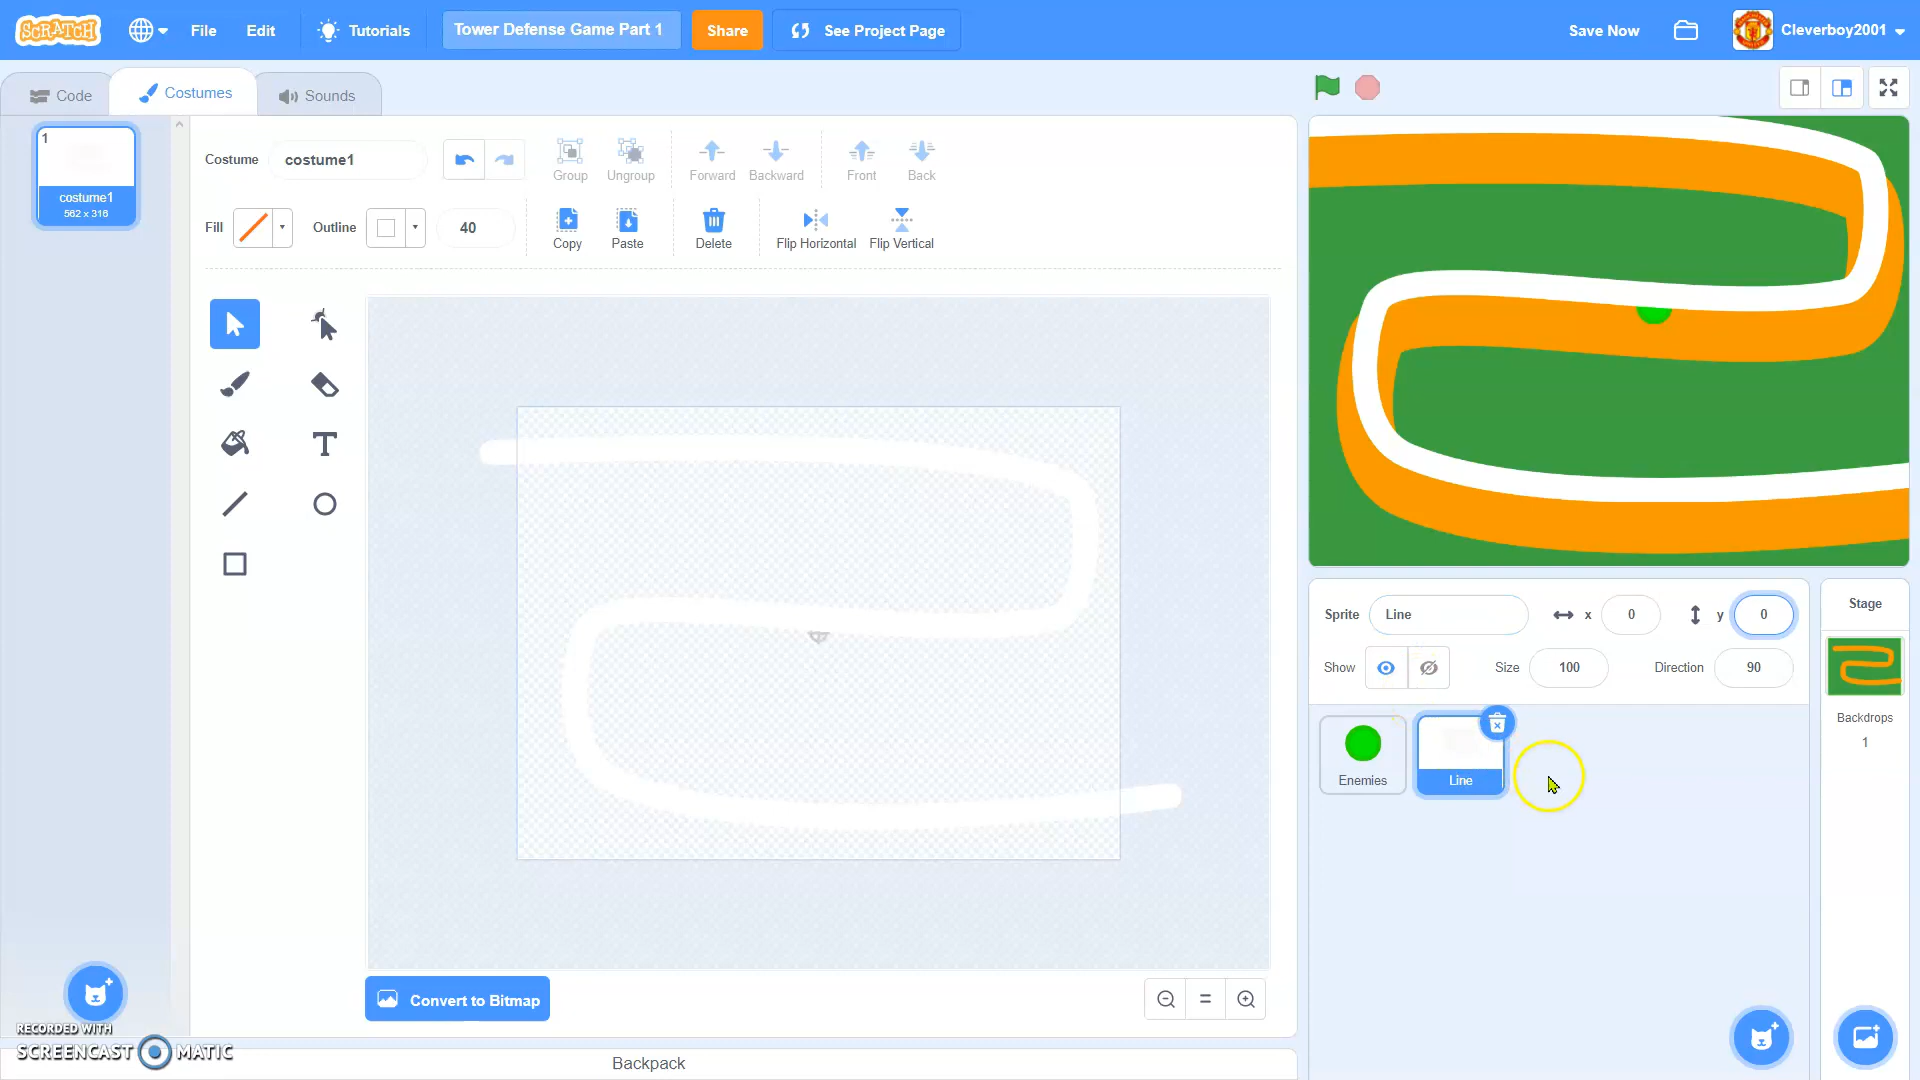 SCRATCH
File
Edit
Tutorials
Tower Defense Game Part 1
Share
See Project Page
Save Now
Cleverboy2001
Code
Costumes
Sounds
1
costume1
562 x 316
Costume
costume1
Group
Ungroup
Forward
Backward
Front
Back
Fill
Outline
40
Copy
Paste
Delete
Flip Horizontal
Flip Vertical
Convert to Bitmap
Backpack
Sprite
Line
x
0
y
0
Show
Size
100
Direction
90
Enemies
Line
Stage
Backdrops
1
RECORDED WITH
SCREENCAST MATIC